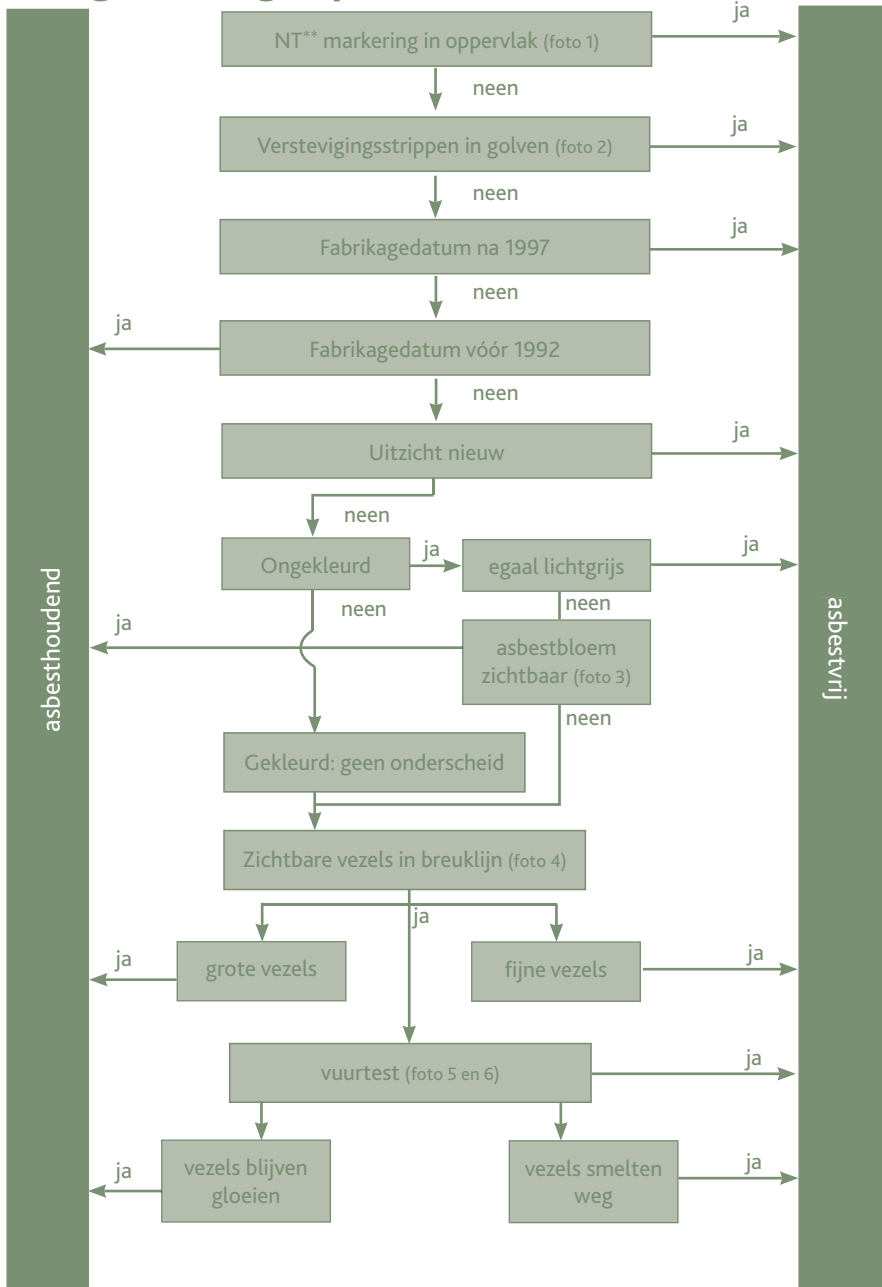 ja
NT** markering in oppervlak (foto 1)
neen
ja
Verstevigingsstrippen in golven (foto 2)
neen
ja
Fabrikagedatum na 1997
neen
ja
Fabrikagedatum vóór 1992
neen
ja
Uitzicht nieuw
neen
Ongekleurd
ja
egaal lichtgrijs
ja
neen
neen
ja
asbestbloem
zichtbaar (foto 3)
neen
asbesthoudend
asbestvrij
Gekleurd: geen onderscheid
Zichtbare vezels in breuklijn (foto 4)
ja
ja
grote vezels
fijne vezels
ja
vuurtest (foto 5 en 6)
ja
ja
vezels blijven
gloeien
vezels smelten
weg
ja